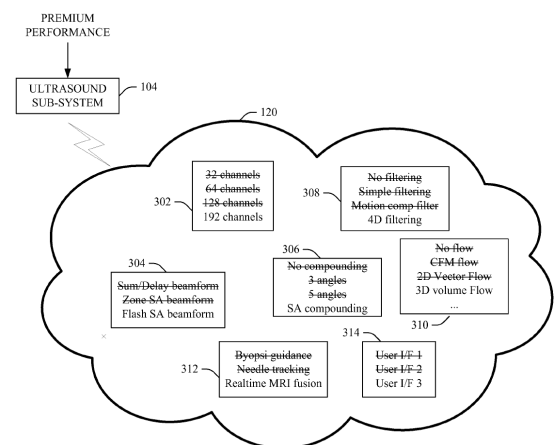 PREMIUM
PERFORMANCE
ULTRASOUND
SUB-SYSTEM
104
120
302
32 channels
64 channels
128 channels
192 channels
308
No filtering
Simple filtering
Motion comp filter
4D filtering
304
Sum/Delay beamform
Zone SA beamform
Flash SA beamform
306
No compounding
3 angles
5 angles
SA compounding
No flow
CFM flow
2D Vector Flow
3D volume Flow
...
310
312
Byopsi guidance
Needle tracking
Realtime MRI fusion
314
User I/F 1
User I/F 2
User I/F 3